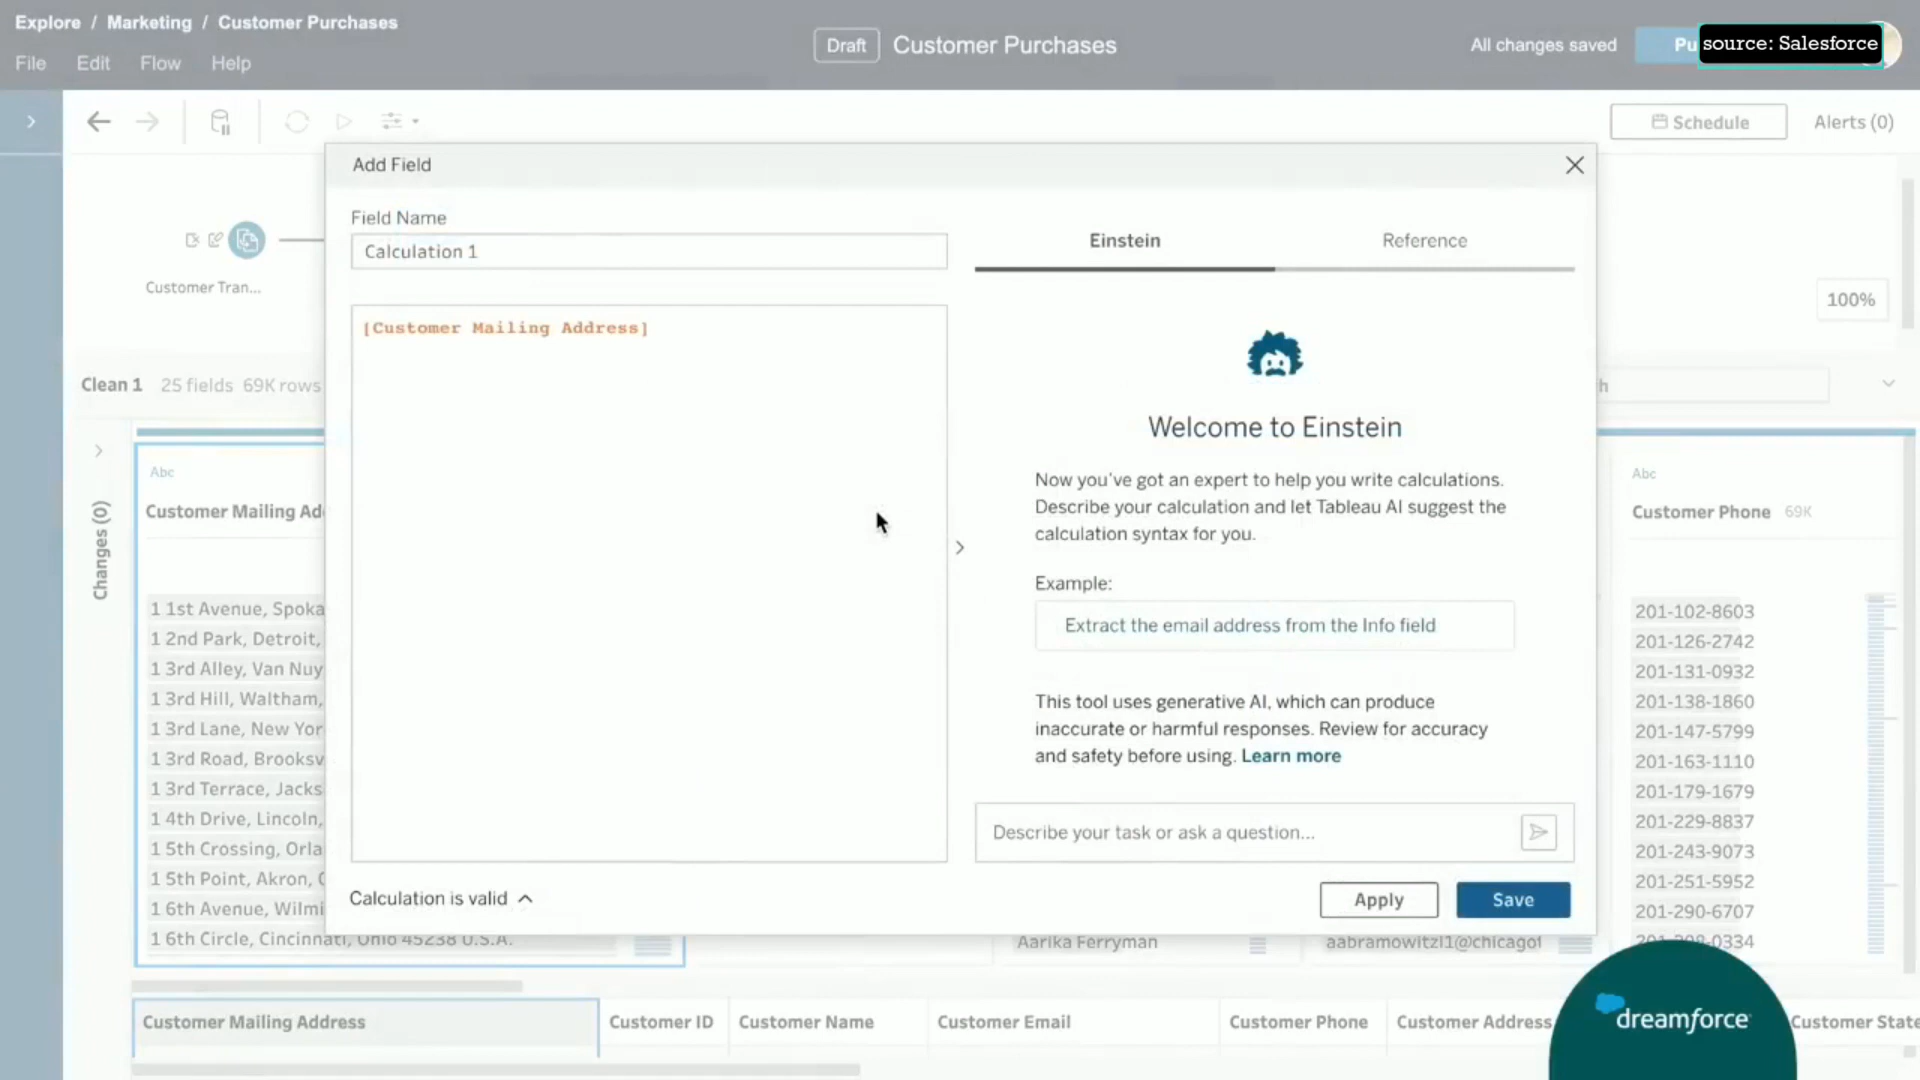 Explore / Marketing / Customer Purchases
File Edit Flow Help
Draft Customer Purchases
All changes saved
source: Salesforce
Schedule Alerts (0)
Customer Tran...
100%
Clean 1 25 fields 69K rows
Changes (0)
Abc
Customer Mailing Ad
1 1st Avenue, Spoka
1 2nd Park, Detroit,
1 3rd Alley, Van Nuy
1 3rd Hill, Waltham,
1 3rd Lane, New Yor
1 3rd Road, Brooksv
1 3rd Terrace, Jacks
1 4th Drive, Lincoln,
1 5th Crossing, Orla
1 5th Point, Akron, O
1 6th Avenue, Wilmi
1 6th Circle, Cincinnati, Ohio 45238 U.S.A.
Add Field
Field Name
Calculation 1
[Customer Mailing Address]
Calculation is valid
Einstein Reference
Welcome to Einstein
Now you've got an expert to help you write calculations.
Describe your calculation and let Tableau AI suggest the
calculation syntax for you.
Example:
Extract the email address from the Info field
This tool uses generative AI, which can produce
inaccurate or harmful responses. Review for accuracy
and safety before using. Learn more
Describe your task or ask a question...
Apply Save
Aarika Ferryman
aabramowitzl1@chicagot
Abc
Customer Phone 69K
201-102-8603
201-126-2742
201-131-0932
201-138-1860
201-147-5799
201-163-1110
201-179-1679
201-229-8837
201-243-9073
201-251-5952
201-290-6707
Customer Mailing Address Customer ID Customer Name Customer Email Customer Phone Customer Address Customer State
dreamforce